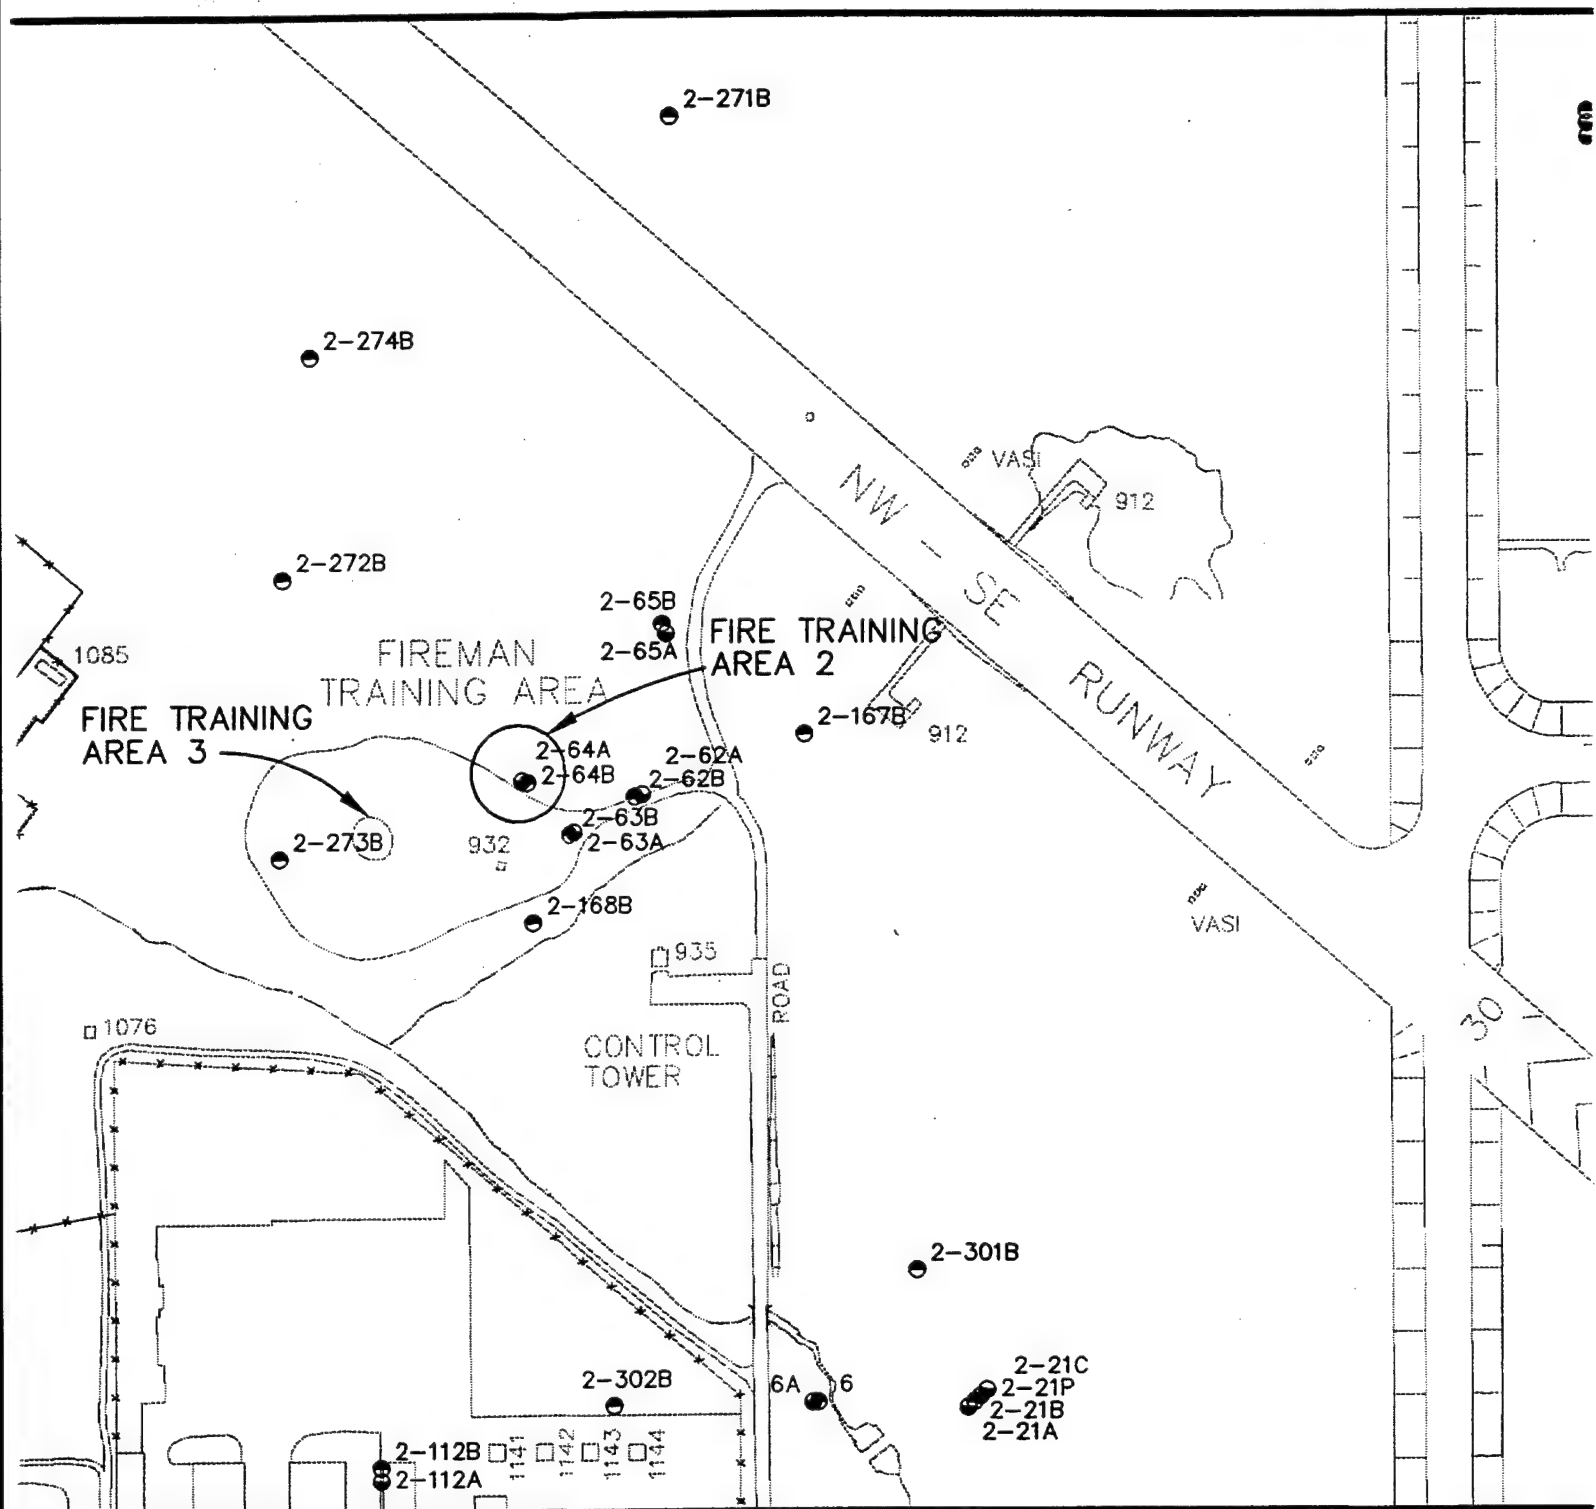 2-271B
2-274B
VASI
912
NW - SE RUNWAY
2-272B
2-65B
2-65A
FIRE TRAINING
AREA 2
FIREMAN
TRAINING AREA
1085
FIRE TRAINING
AREA 3
2-167B
912
2-64A
2-64B
2-62A
2-62B
2-63B
2-63A
2-273B
932
2-168B
VASI
935
ROAD
30
1076
CONTROL
TOWER
2-301B
2-302B
6A
6
2-21C
2-21P
2-21B
2-21A
2-112B
2-112A
1141
1142
1143
1144